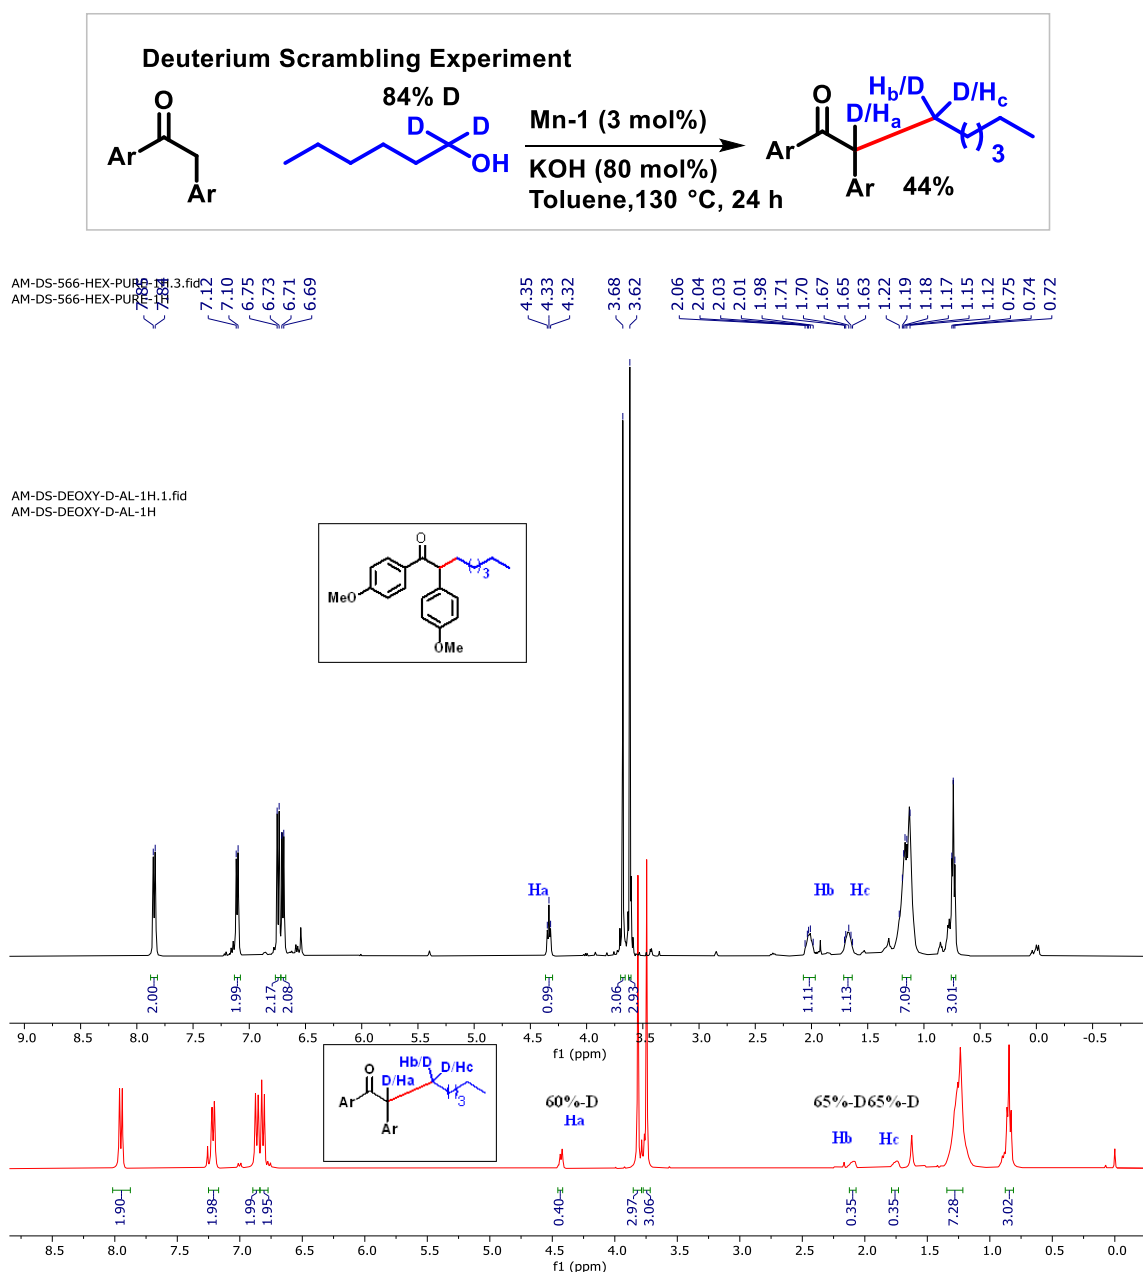 Deuterium Scrambling Experiment
84% D
O
Ar
Ar
D
D
OH
Mn-1 (3 mol%)
KOH (80 mol%)
Toluene,130 °C, 24 h
O
Hb/D
D/Hc
D/Ha
Ar
Ar
3
44%
AM-DS-566-HEX-PURE-1H.3.fid
AM-DS-566-HEX-PURE-1H
7.12
7.10
6.75
6.73
6.71
6.69
4.35
4.33
4.32
3.68
3.62
2.06
2.04
2.03
2.01
1.98
1.71
1.70
1.67
1.65
1.63
1.22
1.19
1.18
1.17
1.15
1.12
0.75
0.74
0.72
AM-DS-DEOXY-D-AL-1H.1.fid
AM-DS-DEOXY-D-AL-1H
O
MeO
3
OMe
Ha
Hb
Hc
2.00
1.99
2.17
2.08
0.99
3.06
2.93
1.11
1.13
7.09
3.01
9.0 8.5 8.0 7.5 7.0 6.5 6.0 5.5 5.0 4.5 4.0 3.5 3.0 2.5 2.0 1.5 1.0 0.5 0.0 -0.5
f1 (ppm)
O
Hb/D
D/Hc
D/Ha
Ar
Ar
3
60%-D
Ha
65%-D
65%-D
Hb
Hc
1.90
1.98
1.99
1.95
0.40
2.97
3.06
0.35
0.35
7.28
3.02
8.5 8.0 7.5 7.0 6.5 6.0 5.5 5.0 4.5 4.0 3.5 3.0 2.5 2.0 1.5 1.0 0.5 0.0
f1 (ppm)